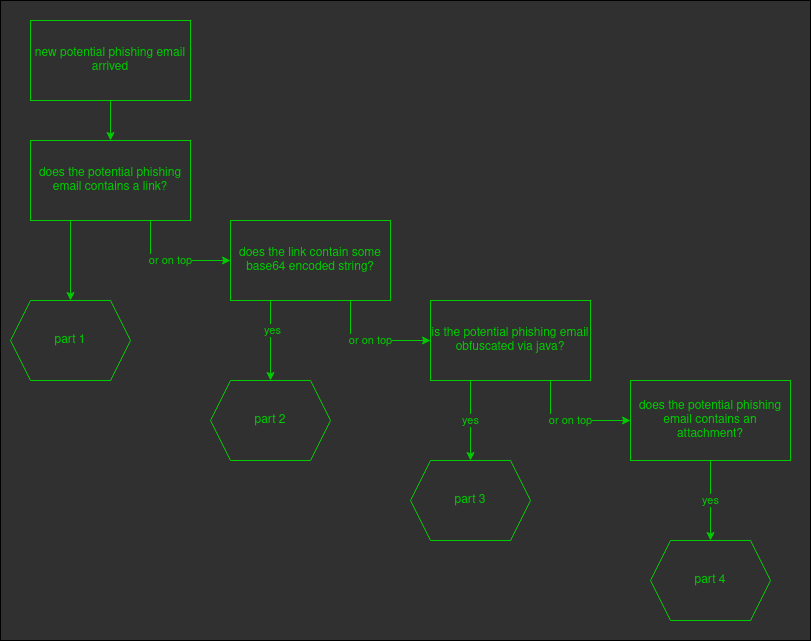 new potential phishing email
arrived
does the potential phishing
email contains a link?
or on top
does the link contain some
base64 encoded string?
part 1
yes
or on top
is the potential phishing email
obfuscated via java?
part 2
yes
or on top
does the potential phishing
email contains an
attachment?
part 3
yes
part 4